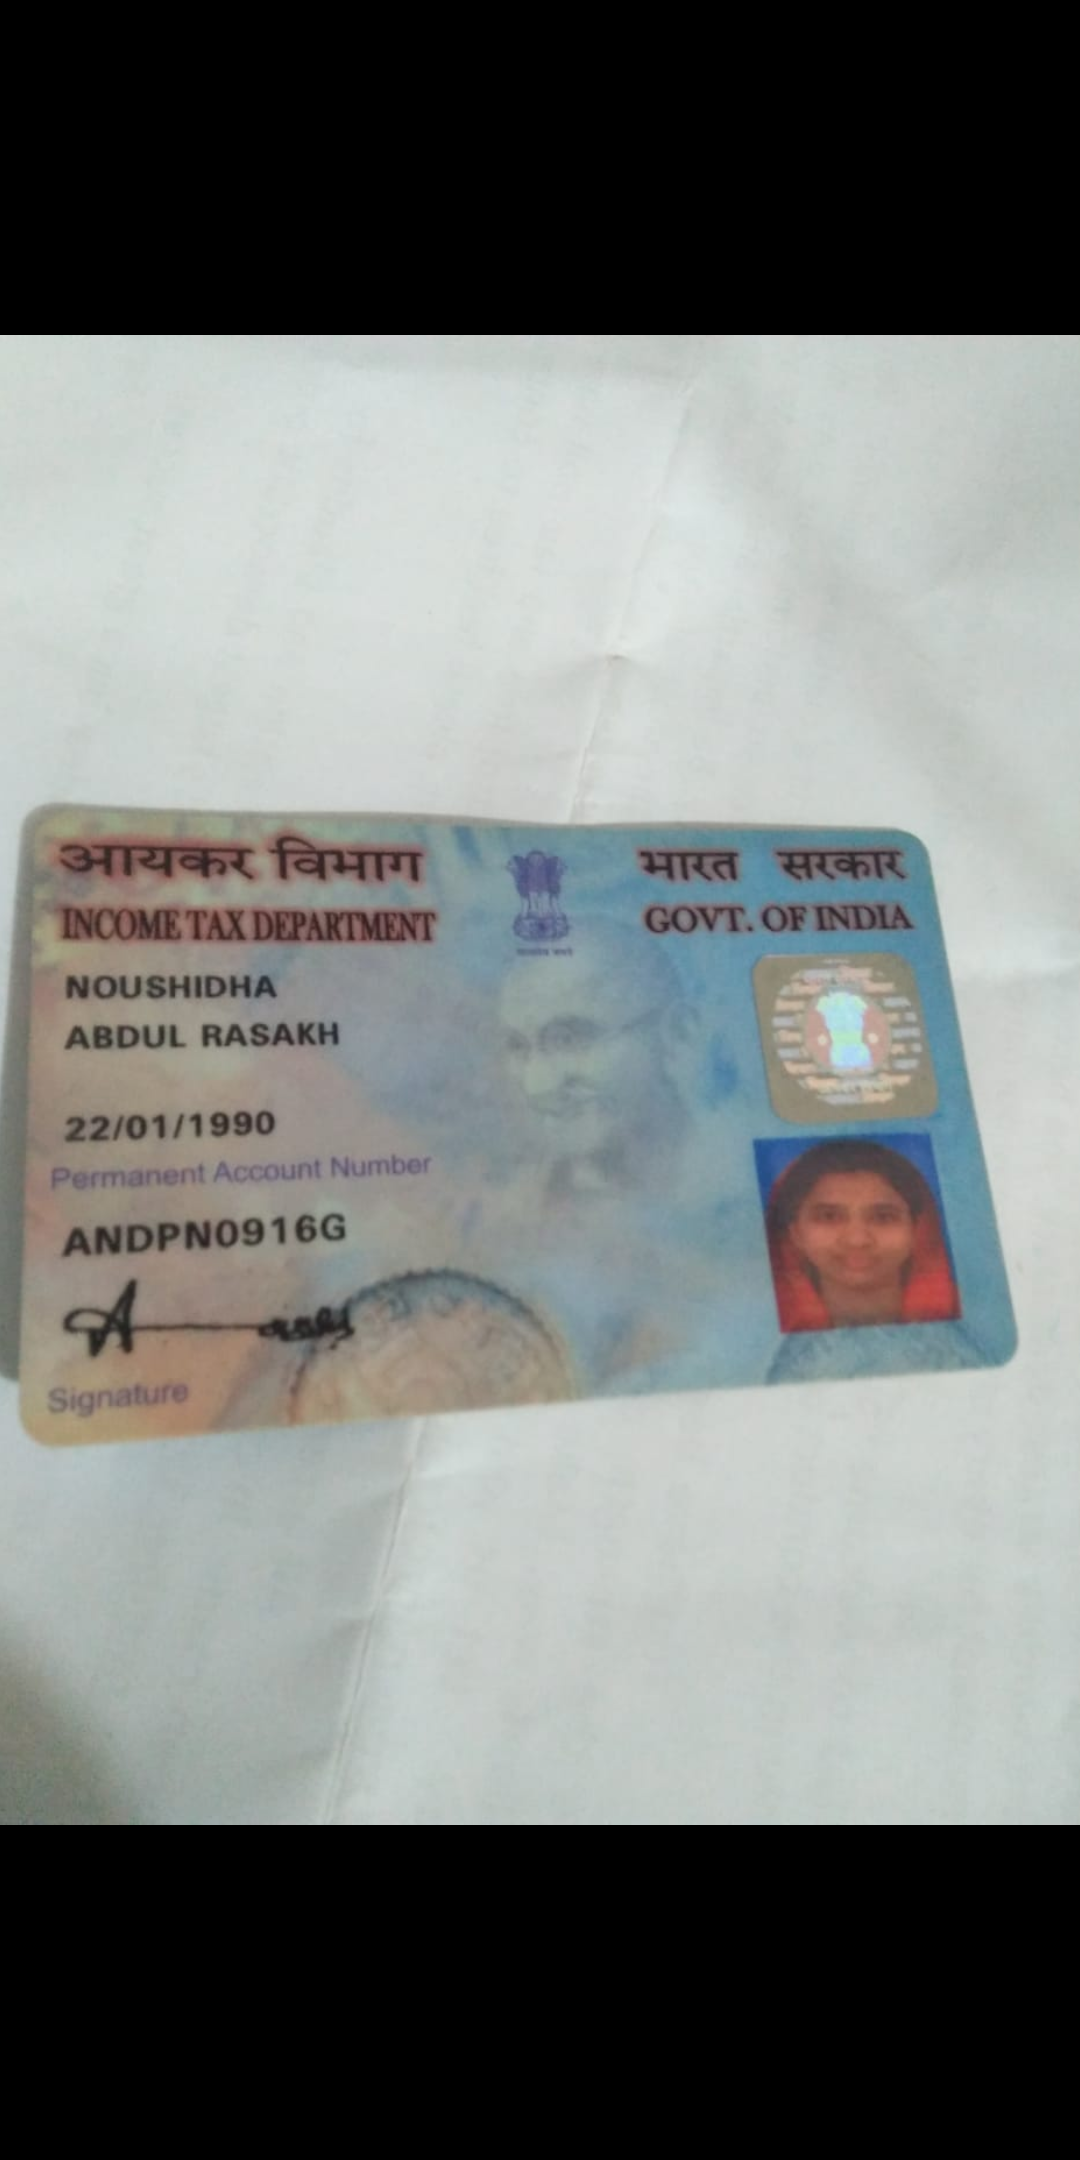 आयकर विभाग
INCOME TAX DEPARTMENT
भारत सरकार
GOVT. OF INDIA
NOUSHIDHA
ABDUL RASAKH
22/01/1990
Permanent Account Number
ANDPN0916G
Signature